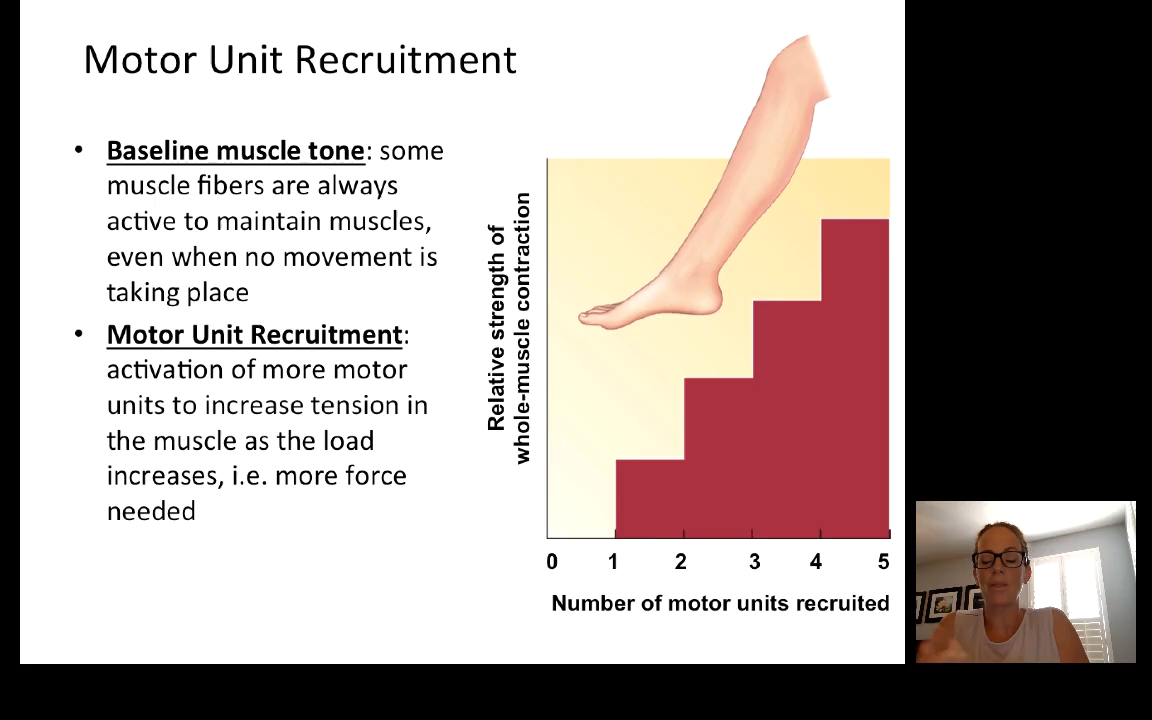 Motor Unit Recruitment
• Baseline muscle tone: some
muscle fibers are always
active to maintain muscles,
even when no movement is
taking place
• Motor Unit Recruitment:
activation of more motor
units to increase tension in
the muscle as the load
increases, i.e. more force
needed
Relative strength of
whole-muscle contraction
0 1 2 3 4 5
Number of motor units recruited